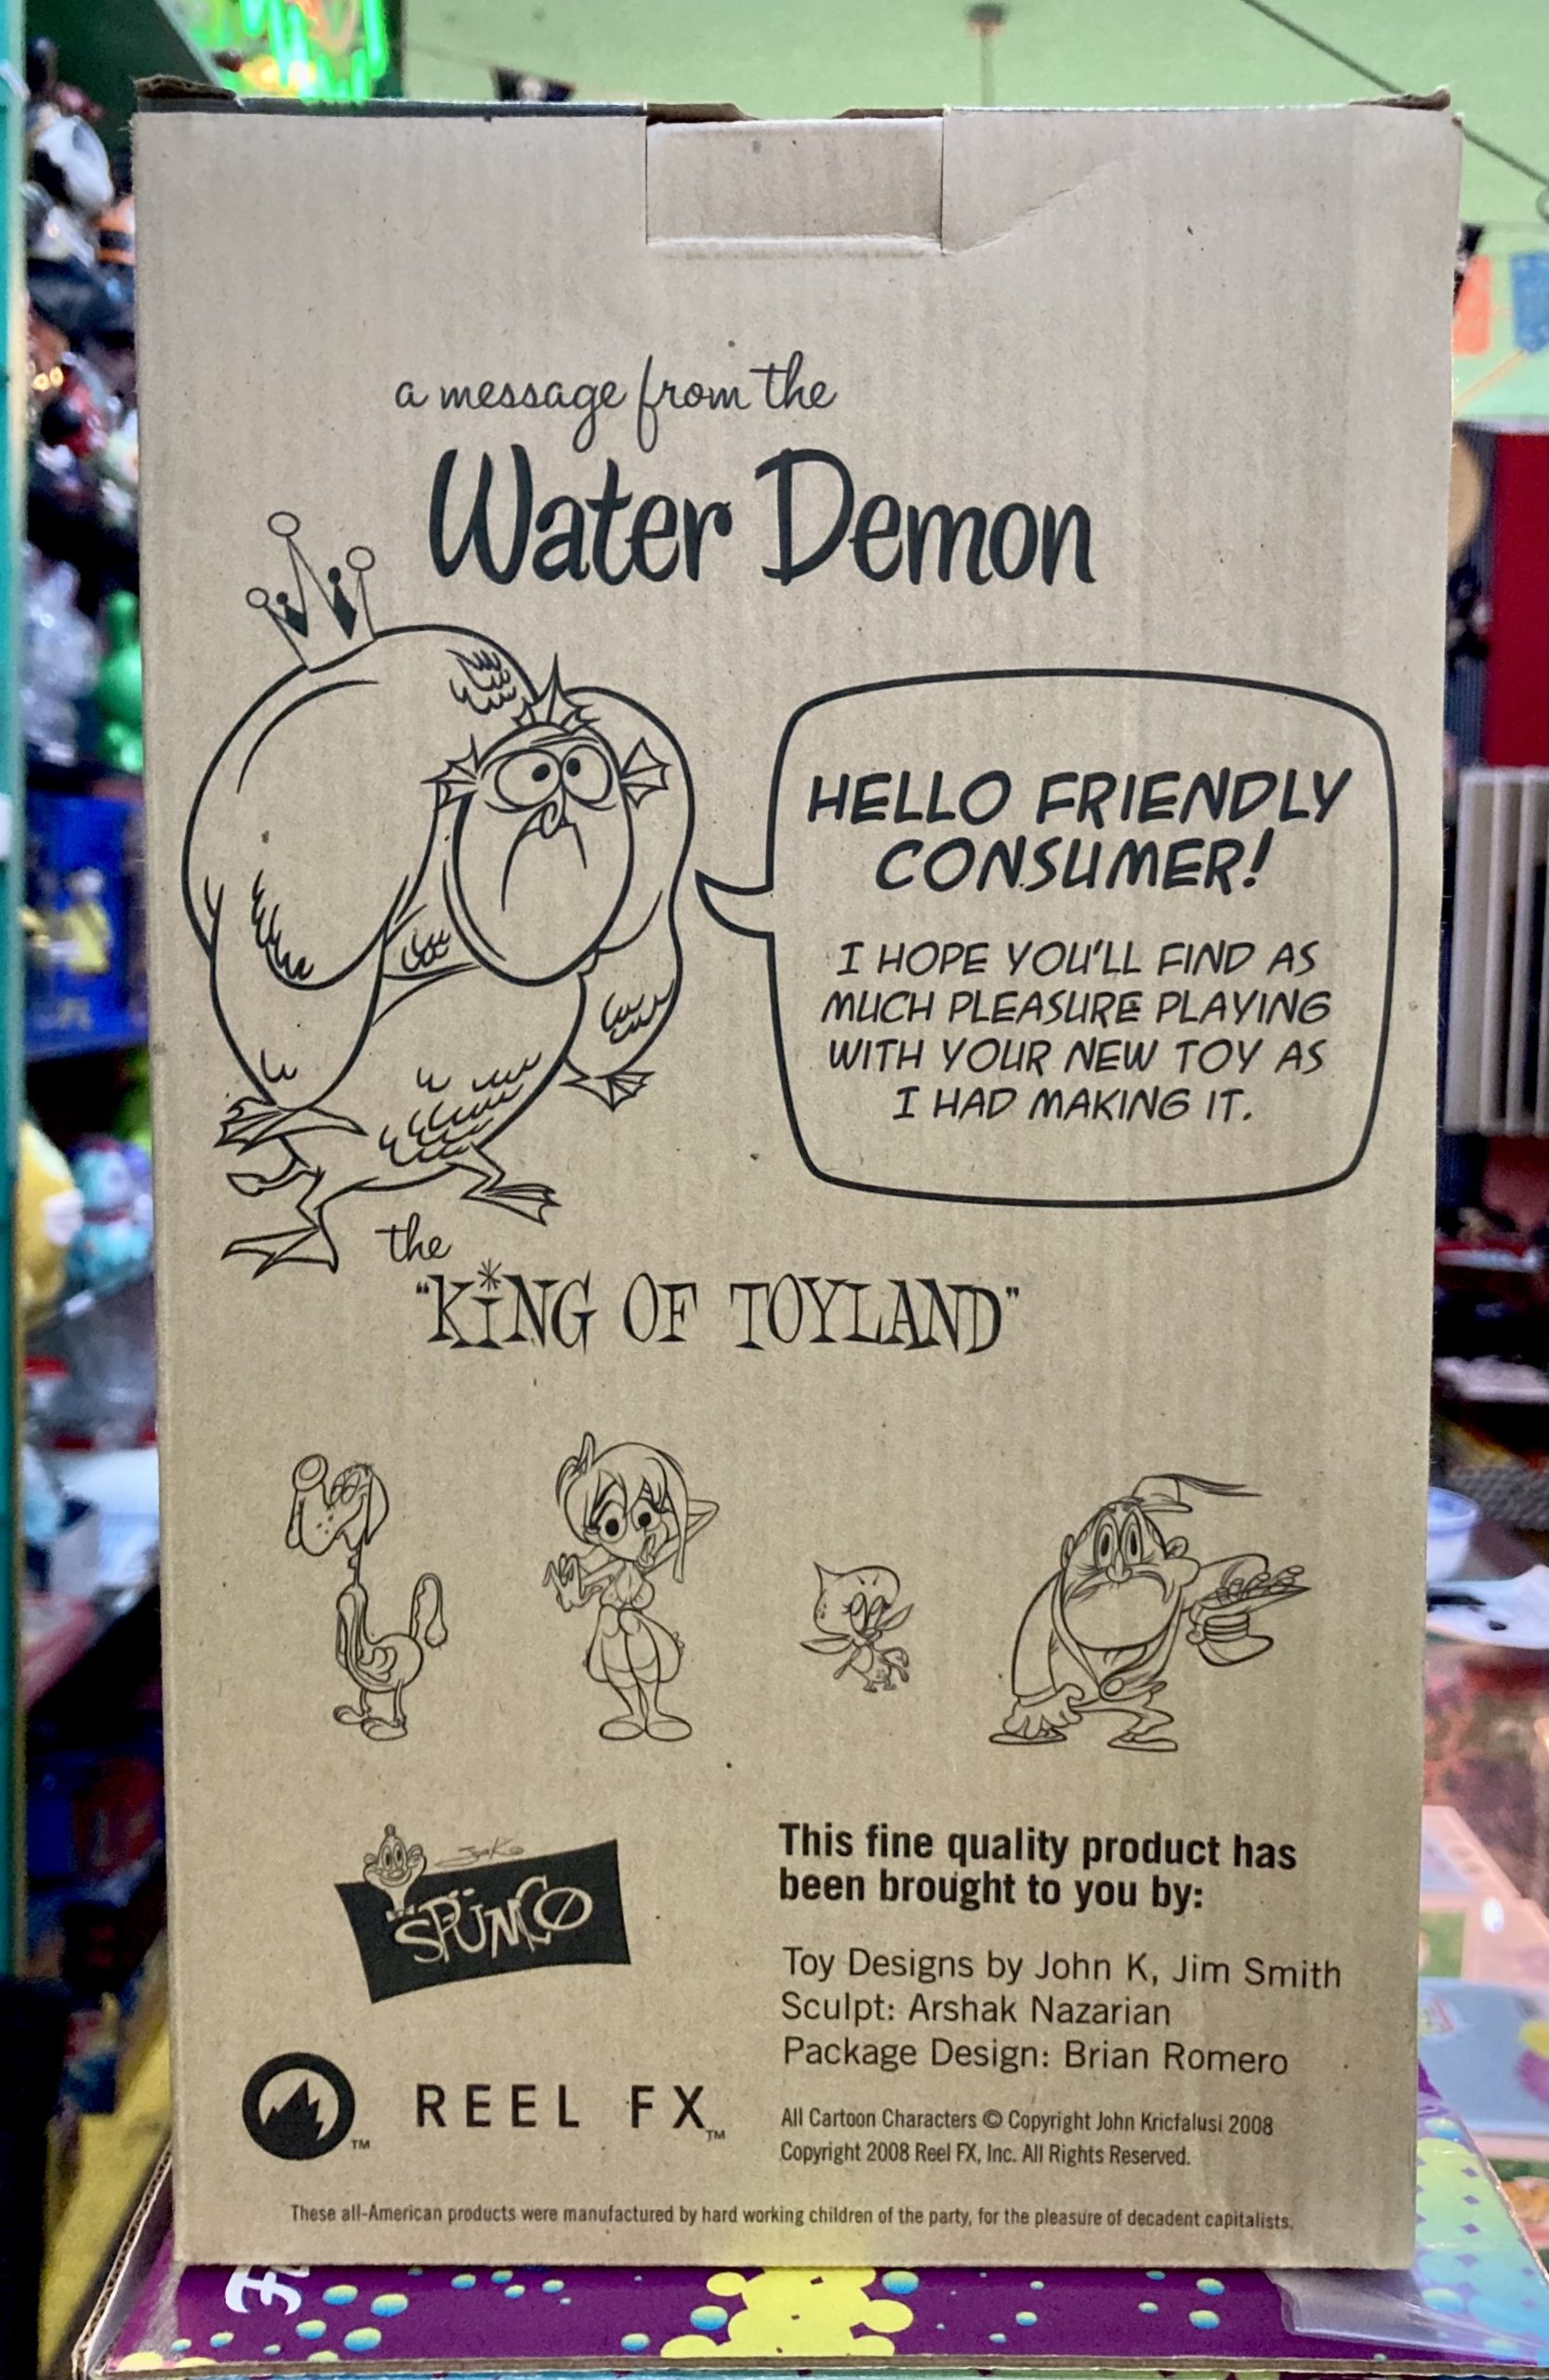 a message from the
Water Demon
HELLO FRIENDLY
CONSUMER!
I HOPE YOU'LL FIND AS
MUCH PLEASURE PLAYING
WITH YOUR NEW TOY AS
I HAD MAKING IT.
the
"KiNG OF TOYLAND"
John K
SPÜMCØ
This fine quality product has
been brought to you by:
Toy Designs by John K, Jim Smith
Sculpt: Arshak Nazarian
Package Design: Brian Romero
™ REEL FX™
All Cartoon Characters © Copyright John Kricfalusi 2008
Copyright 2008 Reel FX, Inc. All Rights Reserved.
These all-American products were manufactured by hard working children of the party, for the pleasure of decadent capitalists.